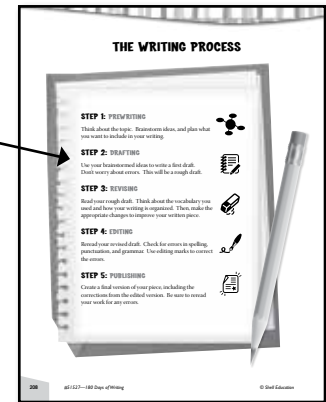 THE WRITING PROCESS
STEP 1: PREWRITING
Think about the topic. Brainstorm ideas, and plan what
you want to include in your writing.
STEP 2: DRAFTING
Use your brainstormed ideas to write a first draft.
Don't worry about errors. This will be a rough draft.
STEP 3: REVISING
Read your rough draft. Think about the vocabulary you
used and how your writing is organized. Then, make the
appropriate changes to improve your written piece.
STEP 4: EDITING
Reread your revised draft. Check for errors in spelling,
punctuation, and grammar. Use editing marks to correct
the errors.
STEP 5: PUBLISHING
Create a final version of your piece, including the
corrections from the edited version. Be sure to reread
your work for any errors.
208 #51527—180 Days of Writing © Shell Education